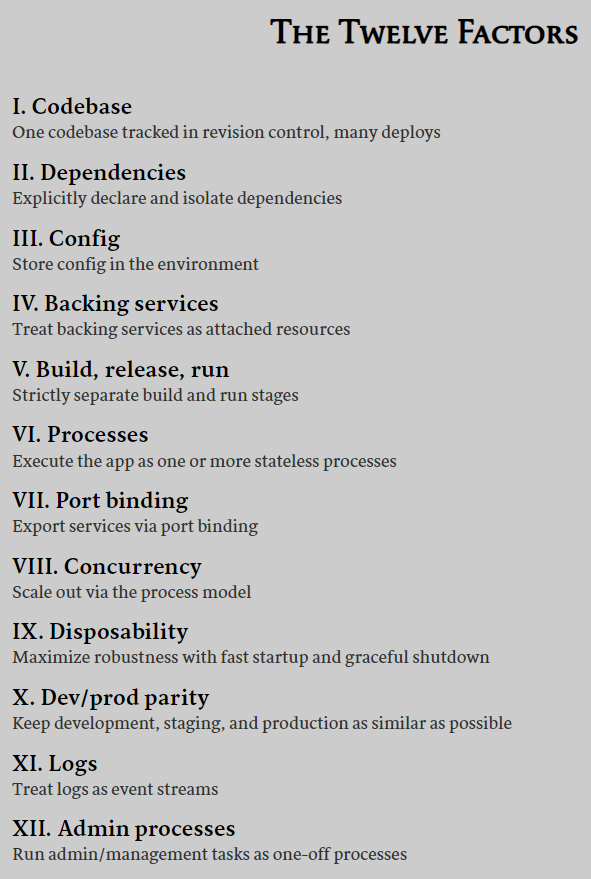 The Twelve Factors
I. Codebase
One codebase tracked in revision control, many deploys
II. Dependencies
Explicitly declare and isolate dependencies
III. Config
Store config in the environment
IV. Backing services
Treat backing services as attached resources
V. Build, release, run
Strictly separate build and run stages
VI. Processes
Execute the app as one or more stateless processes
VII. Port binding
Export services via port binding
VIII. Concurrency
Scale out via the process model
IX. Disposability
Maximize robustness with fast startup and graceful shutdown
X. Dev/prod parity
Keep development, staging, and production as similar as possible
XI. Logs
Treat logs as event streams
XII. Admin processes
Run admin/management tasks as one-off processes